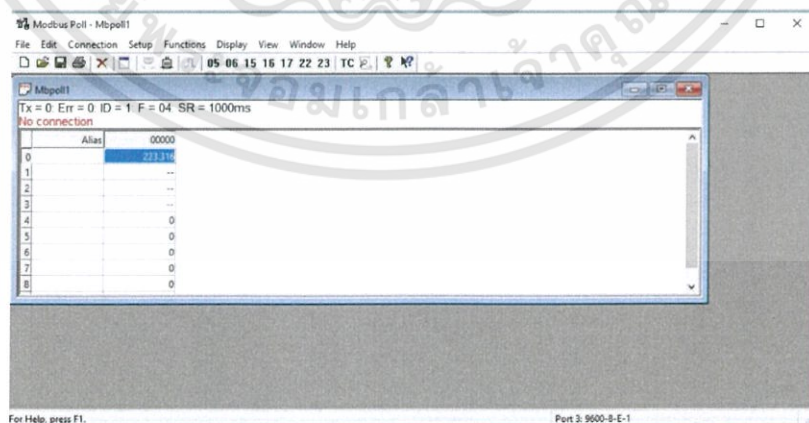 Modbus Poll - Mbpoll1
File Edit Connection Setup Functions Display View Window Help
05 06 15 16 17 22 23 TC
Mbpoll1
Tx = 0: Err = 0: ID = 1: F = 04: SR = 1000ms
No connection
Alias 00000
0 223.316
1 --
2 --
3 --
4 0
5 0
6 0
7 0
8 0
For Help, press F1.
Port 3: 9600-8-E-1